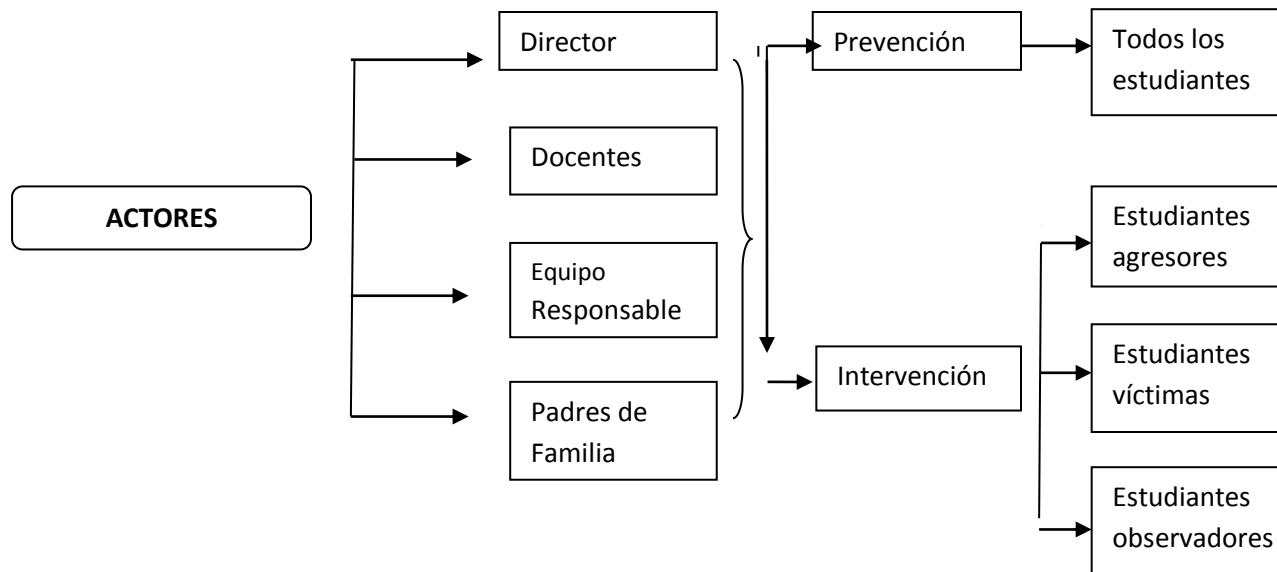 ACTORES
Director
Docentes
Equipo
Responsable
Padres de
Familia
Prevención
Intervención
Todos los
estudiantes
Estudiantes
agresores
Estudiantes
víctimas
Estudiantes
observadores